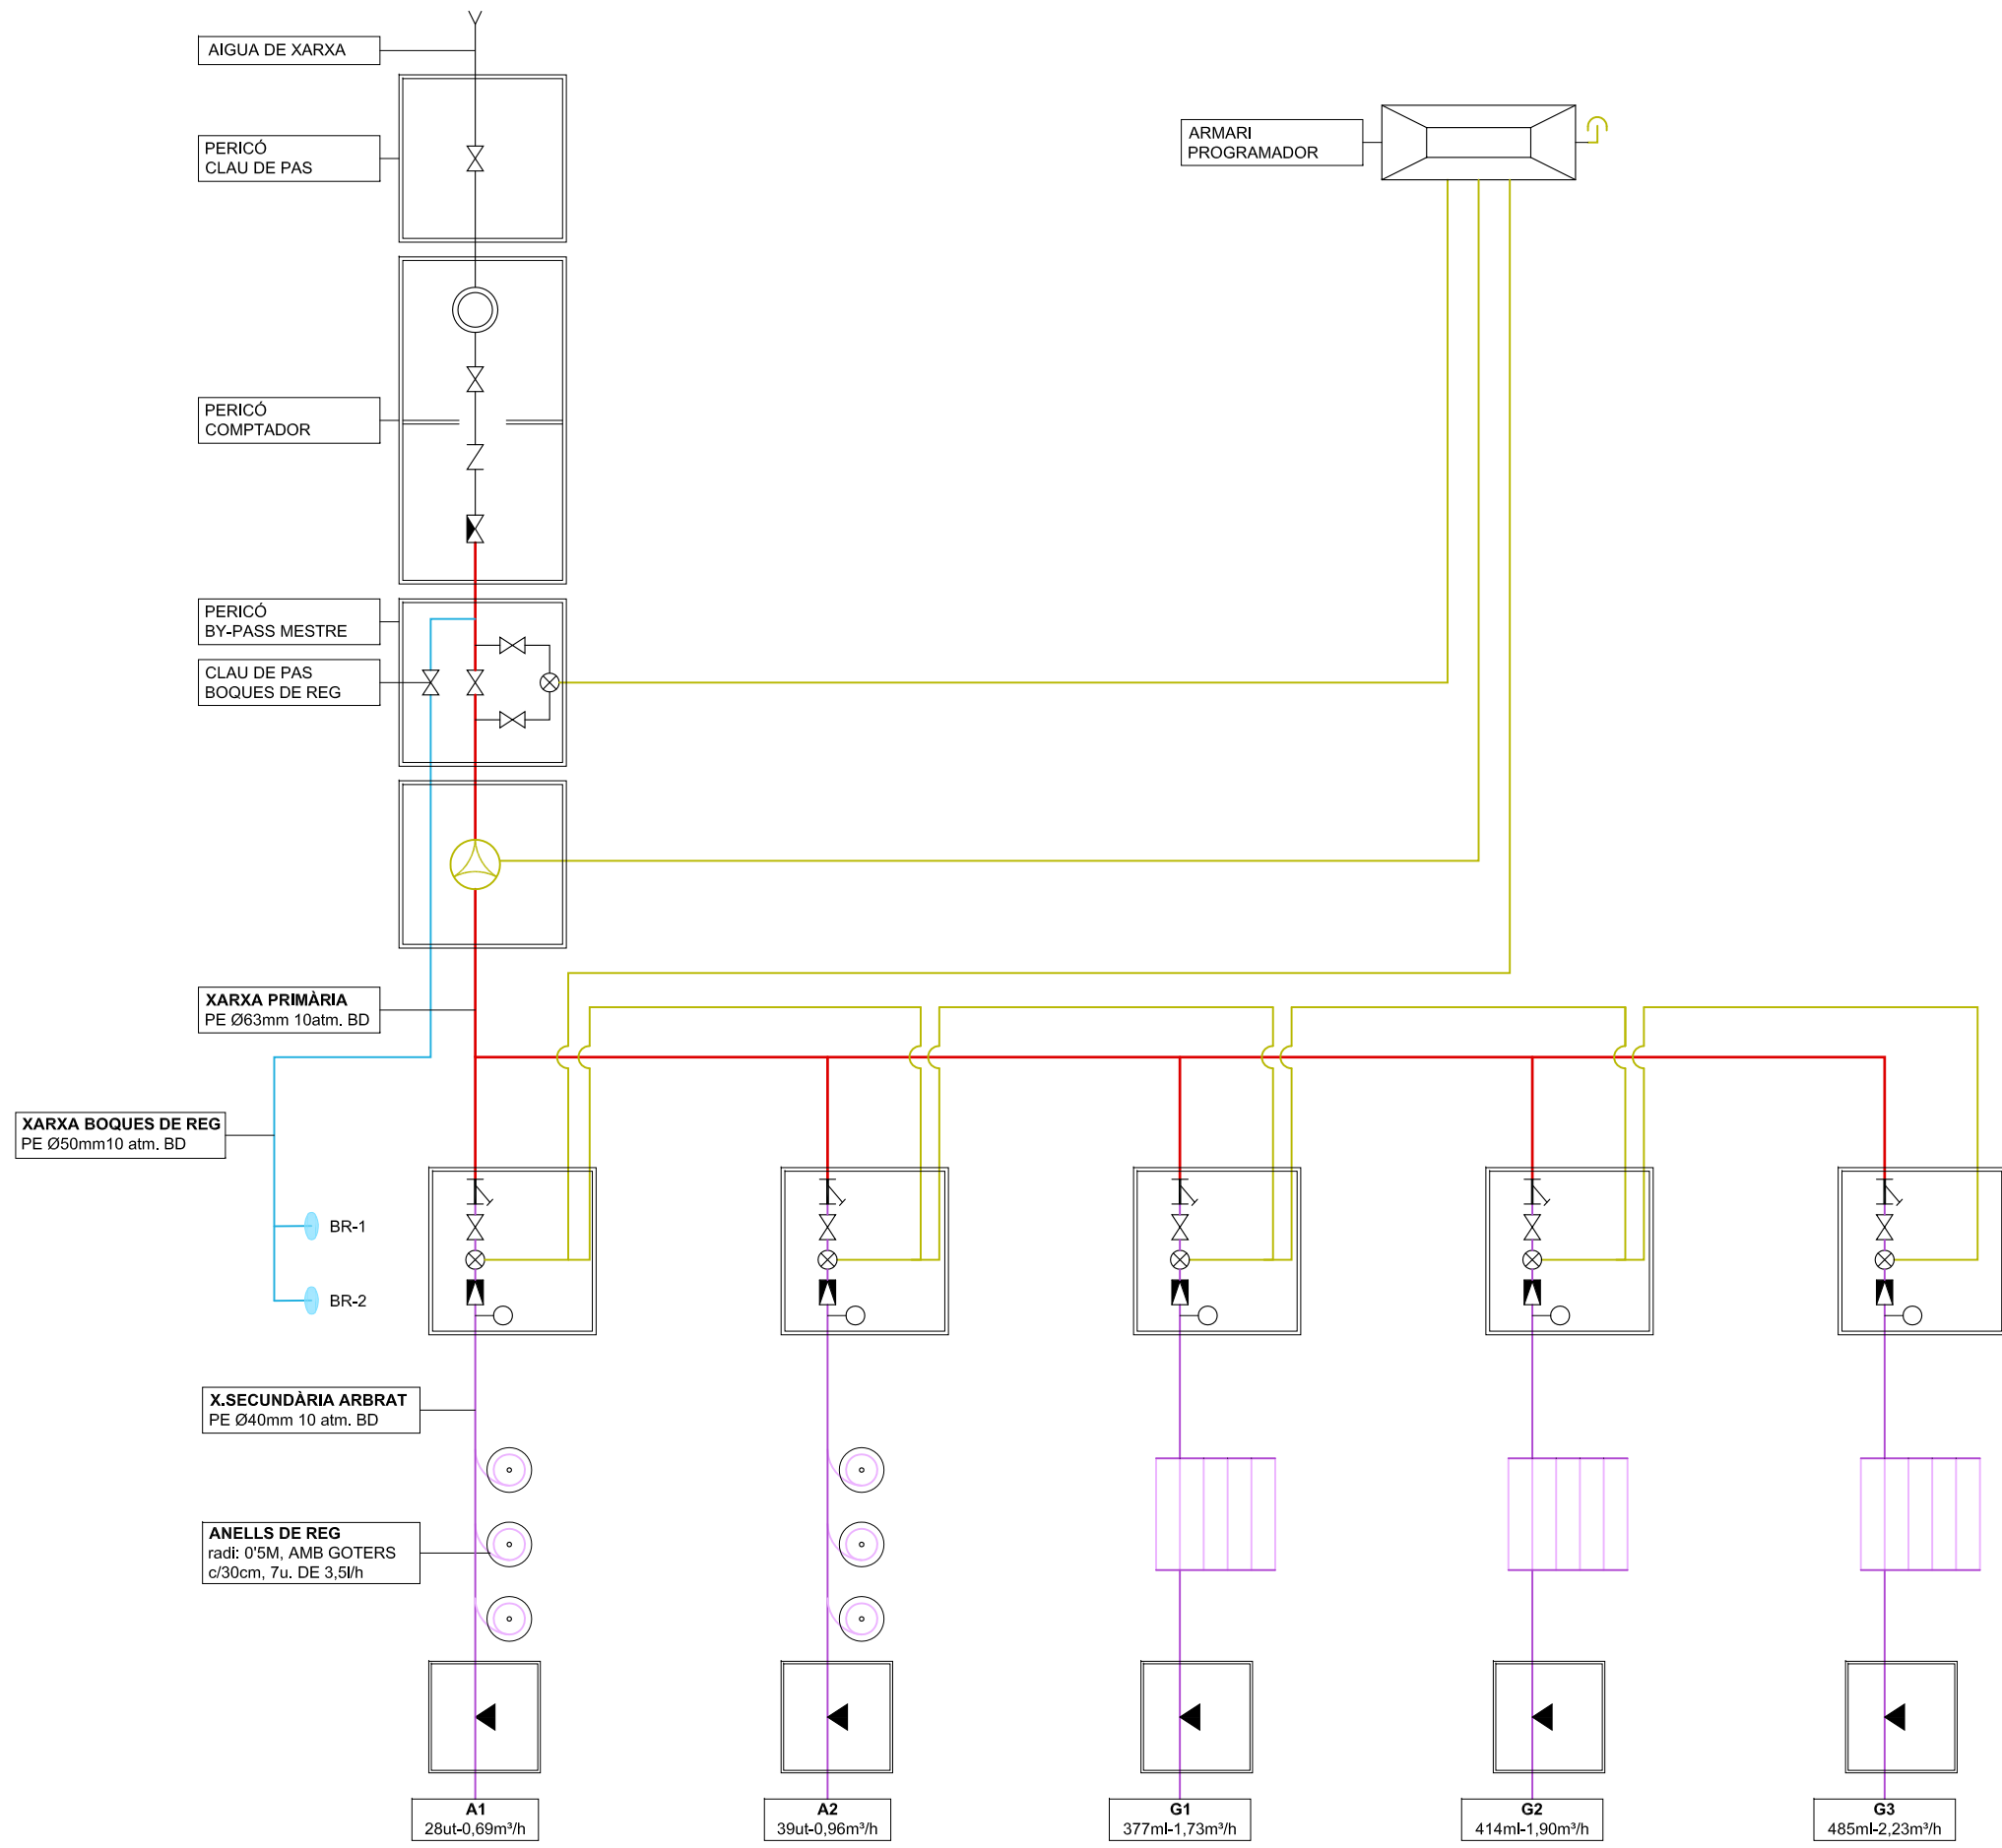 AIGUA DE XARXA
PERICÓ
CLAU DE PAS
ARMARI
PROGRAMADOR
PERICÓ
COMPTADOR
PERICÓ
BY-PASS MESTRE
CLAU DE PAS
BOQUES DE REG
XARXA PRIMÀRIA
PE Ø63mm 10atm. BD
XARXA BOQUES DE REG
PE Ø50mm10 atm. BD
BR-1
BR-2
X.SECUNDÀRIA ARBRAT
PE Ø40mm 10 atm. BD
ANELLS DE REG
radi: 0'5M, AMB GOTERS
c/30cm, 7u. DE 3,5l/h
A1
28ut-0,69m³/h
A2
39ut-0,96m³/h
G1
377ml-1,73m³/h
G2
414ml-1,90m³/h
G3
485ml-2,23m³/h